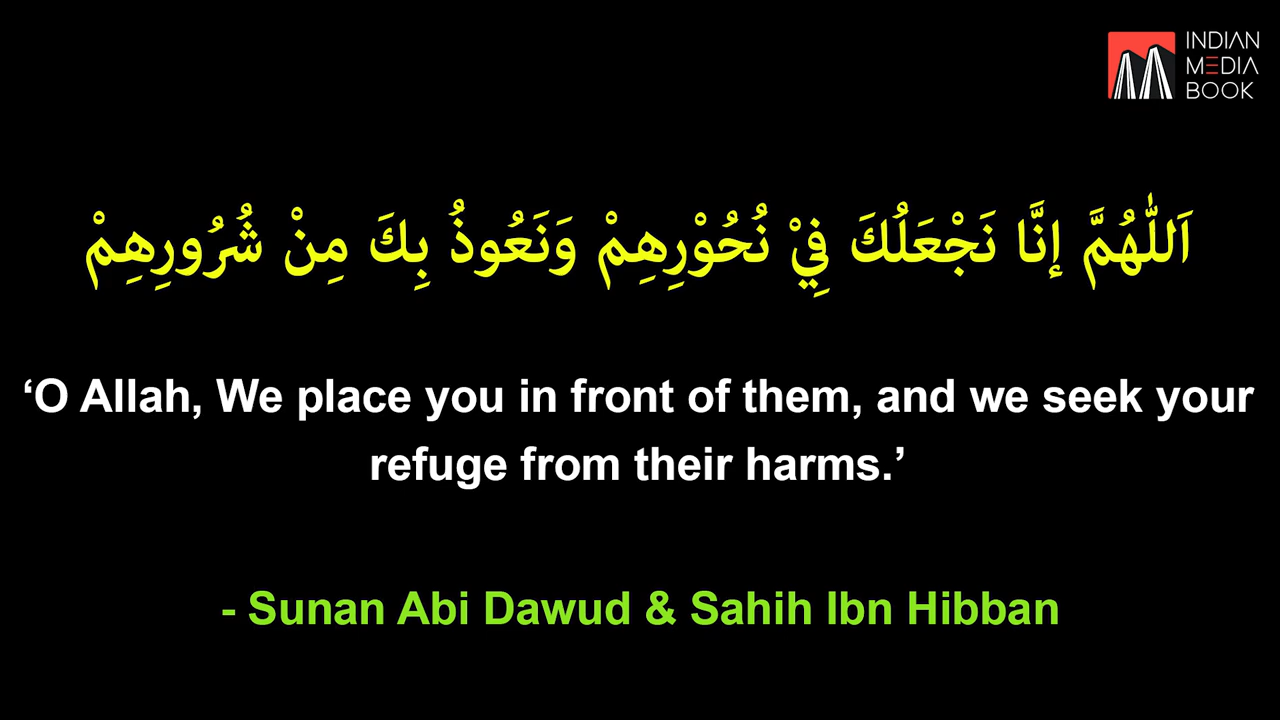 INDIAN
MEDIA
BOOK
اَللّٰهُمَّ إنَّا نَجْعَلُكَ فِيْ نُحُوْرِهِمْ وَنَعُوذُ بِكَ مِنْ شُرُورِهِمْ
‘O Allah, We place you in front of them, and we seek your
refuge from their harms.’
- Sunan Abi Dawud & Sahih Ibn Hibban